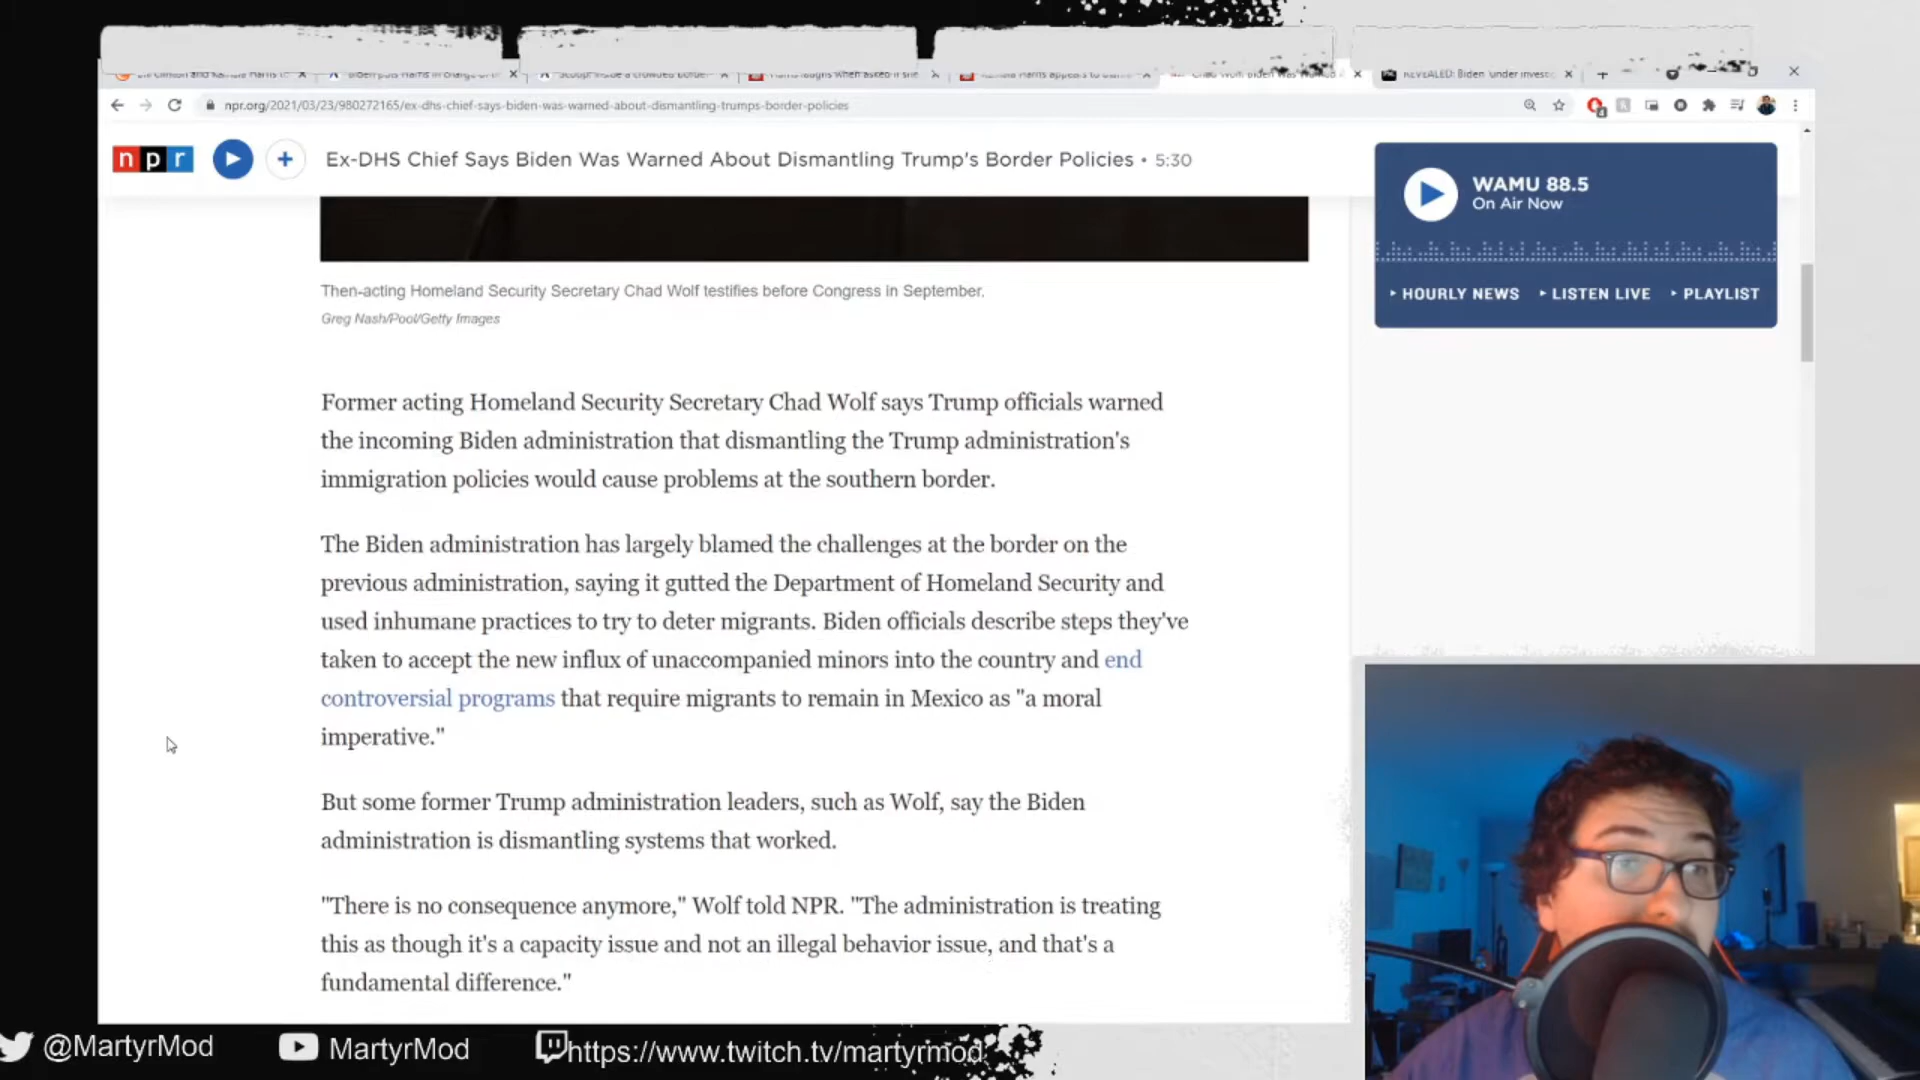 npr.org/2021/03/23/980272165/ex-dhs-chief-says-biden-was-warned-about-dismantling-trumps-border-policies
npr
Ex-DHS Chief Says Biden Was Warned About Dismantling Trump's Border Policies • 5:30
WAMU 88.5
On Air Now
HOURLY NEWS
LISTEN LIVE
PLAYLIST
Then-acting Homeland Security Secretary Chad Wolf testifies before Congress in September.
Greg Nash/Pool/Getty Images
Former acting Homeland Security Secretary Chad Wolf says Trump officials warned
the incoming Biden administration that dismantling the Trump administration's
immigration policies would cause problems at the southern border.
The Biden administration has largely blamed the challenges at the border on the
previous administration, saying it gutted the Department of Homeland Security and
used inhumane practices to try to deter migrants. Biden officials describe steps they've
taken to accept the new influx of unaccompanied minors into the country and end
controversial programs that require migrants to remain in Mexico as "a moral
imperative."
But some former Trump administration leaders, such as Wolf, say the Biden
administration is dismantling systems that worked.
"There is no consequence anymore," Wolf told NPR. "The administration is treating
this as though it's a capacity issue and not an illegal behavior issue, and that's a
fundamental difference."
@MartyrMod
MartyrMod
https://www.twitch.tv/martyrmod